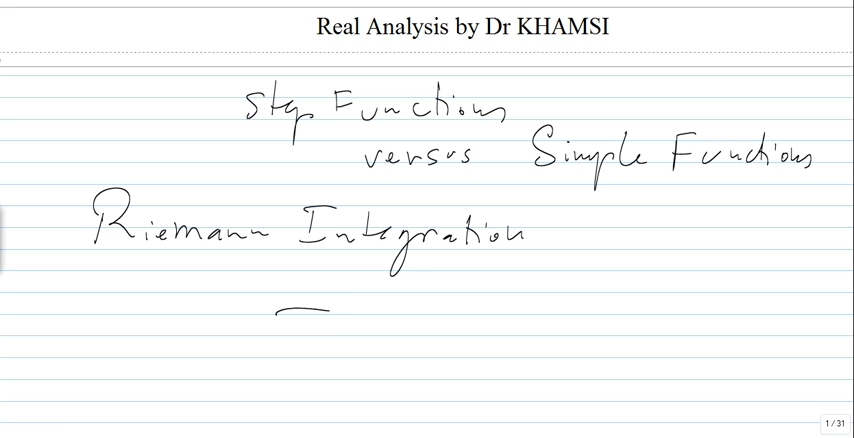 Real Analysis by Dr KHAMSI
Step Functions
versus Simple Functions
Riemann Integration
1 / 31